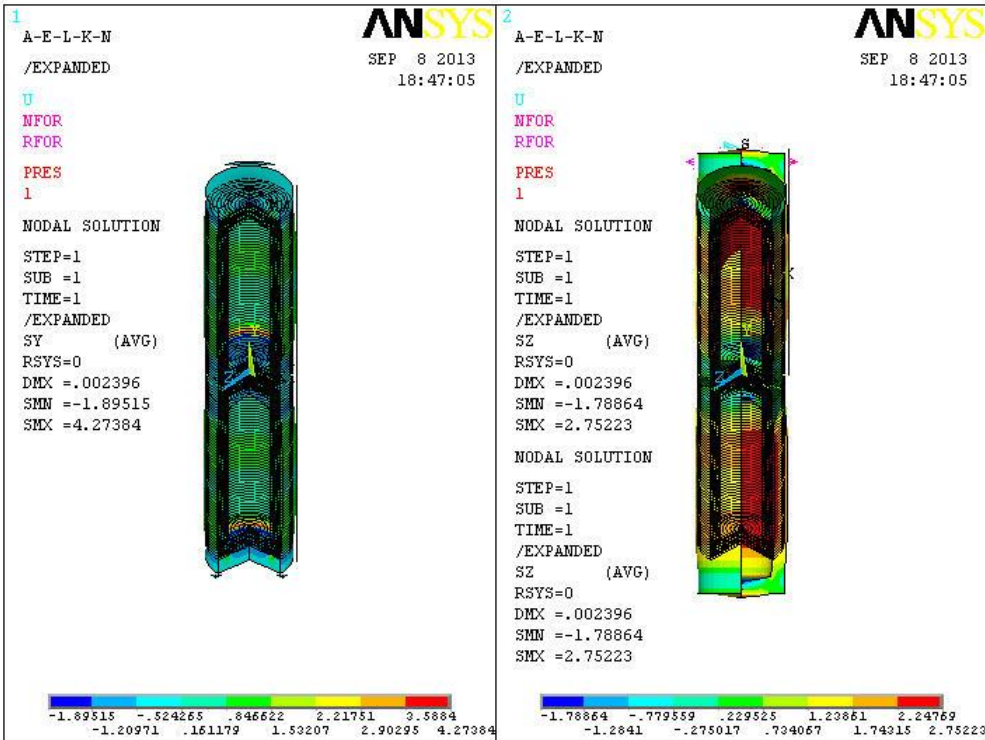 1
ANSYS
A-E-L-K-N
SEP 8 2013
/EXPANDED
18:47:05
U
NFOR
RFOR
PRES
1
NODAL SOLUTION
STEP=1
SUB =1
TIME=1
/EXPANDED
SY (AVG)
RSYS=0
DMX =.002396
SMN =-1.89515
SMX =4.27384
Y
Z
-1.89515 -.524265 .846622 2.21751 3.5884
-1.20971 .161179 1.53207 2.90295 4.27384
2
ANSYS
A-E-L-K-N
SEP 8 2013
/EXPANDED
18:47:05
U
NFOR
RFOR
PRES
1
NODAL SOLUTION
STEP=1
SUB =1
TIME=1
/EXPANDED
SZ (AVG)
RSYS=0
DMX =.002396
SMN =-1.78864
SMX =2.75223
NODAL SOLUTION
STEP=1
SUB =1
TIME=1
/EXPANDED
SZ (AVG)
RSYS=0
DMX =.002396
SMN =-1.78864
SMX =2.75223
Y
Z
-1.78864 -.779559 .229525 1.23861 2.24769
-1.2841 -.275017 .734067 1.74315 2.75223